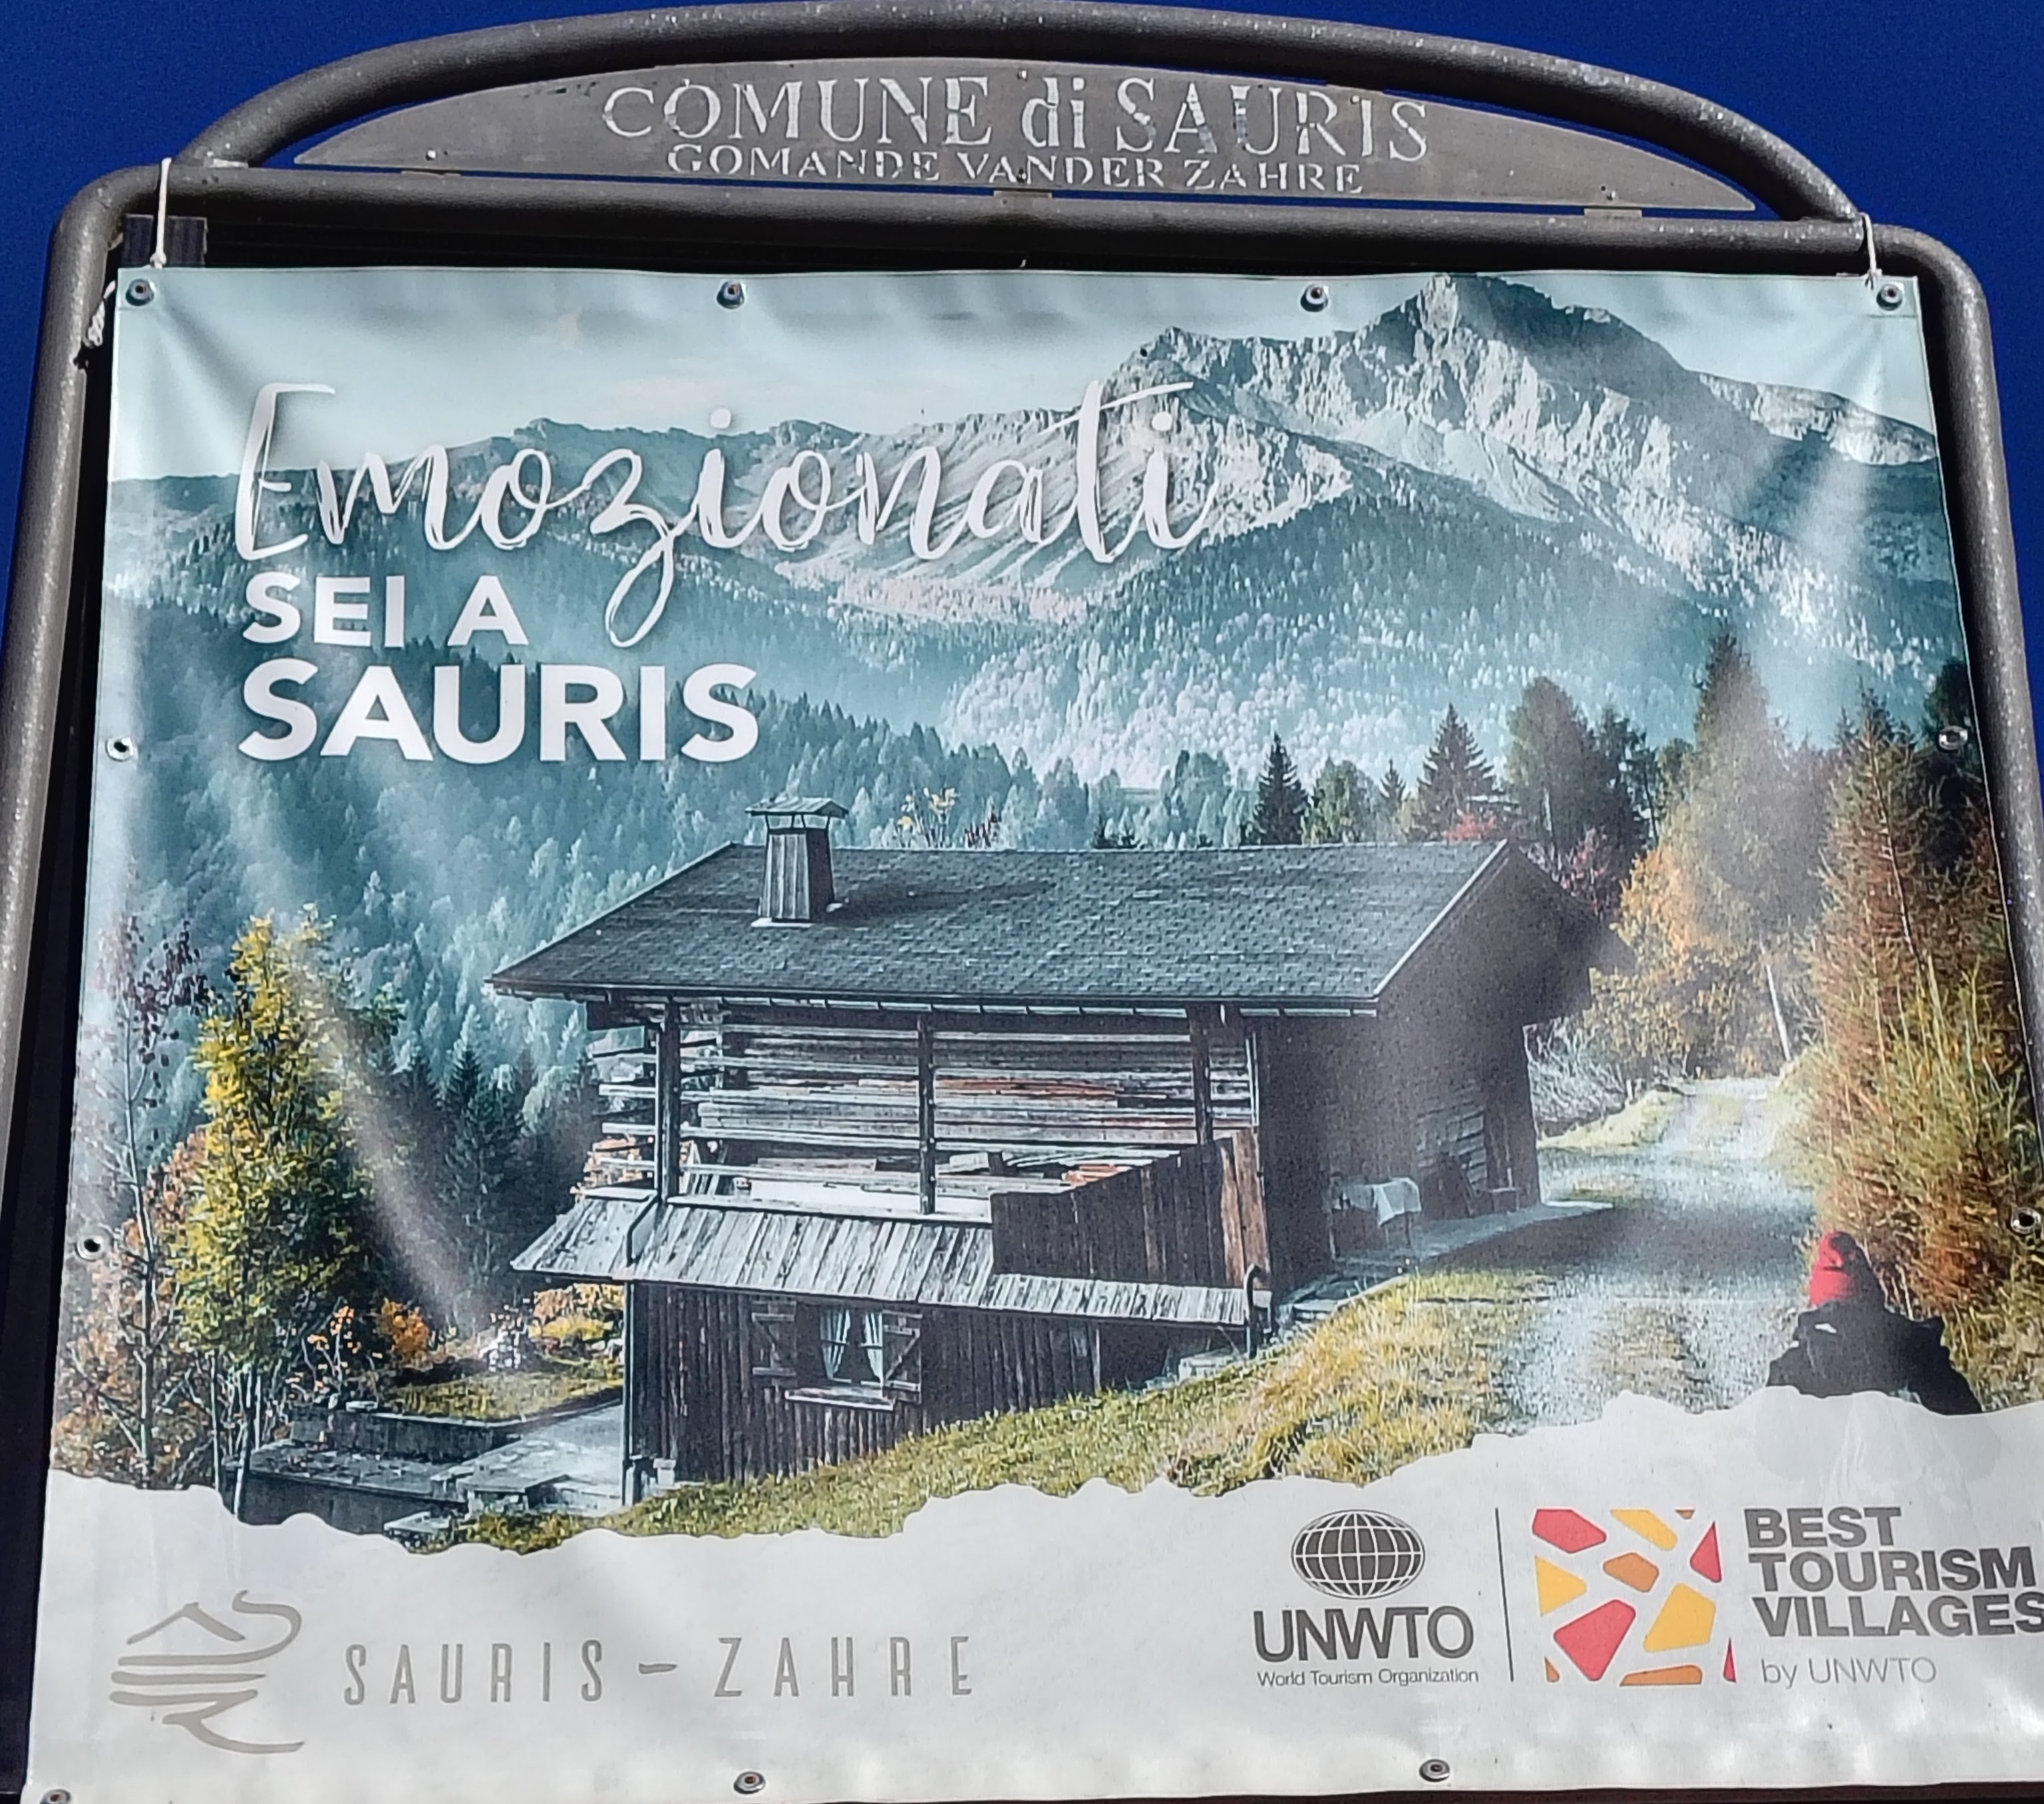 COMUNE di SAURIS
GOMANDE VANDER ZAHRE
Emozionati
SEI A
SAURIS
SAURIS-ZAHRE
UNWTO
World Tourism Organization
BEST
TOURISM
VILLAGES
by UNWTO